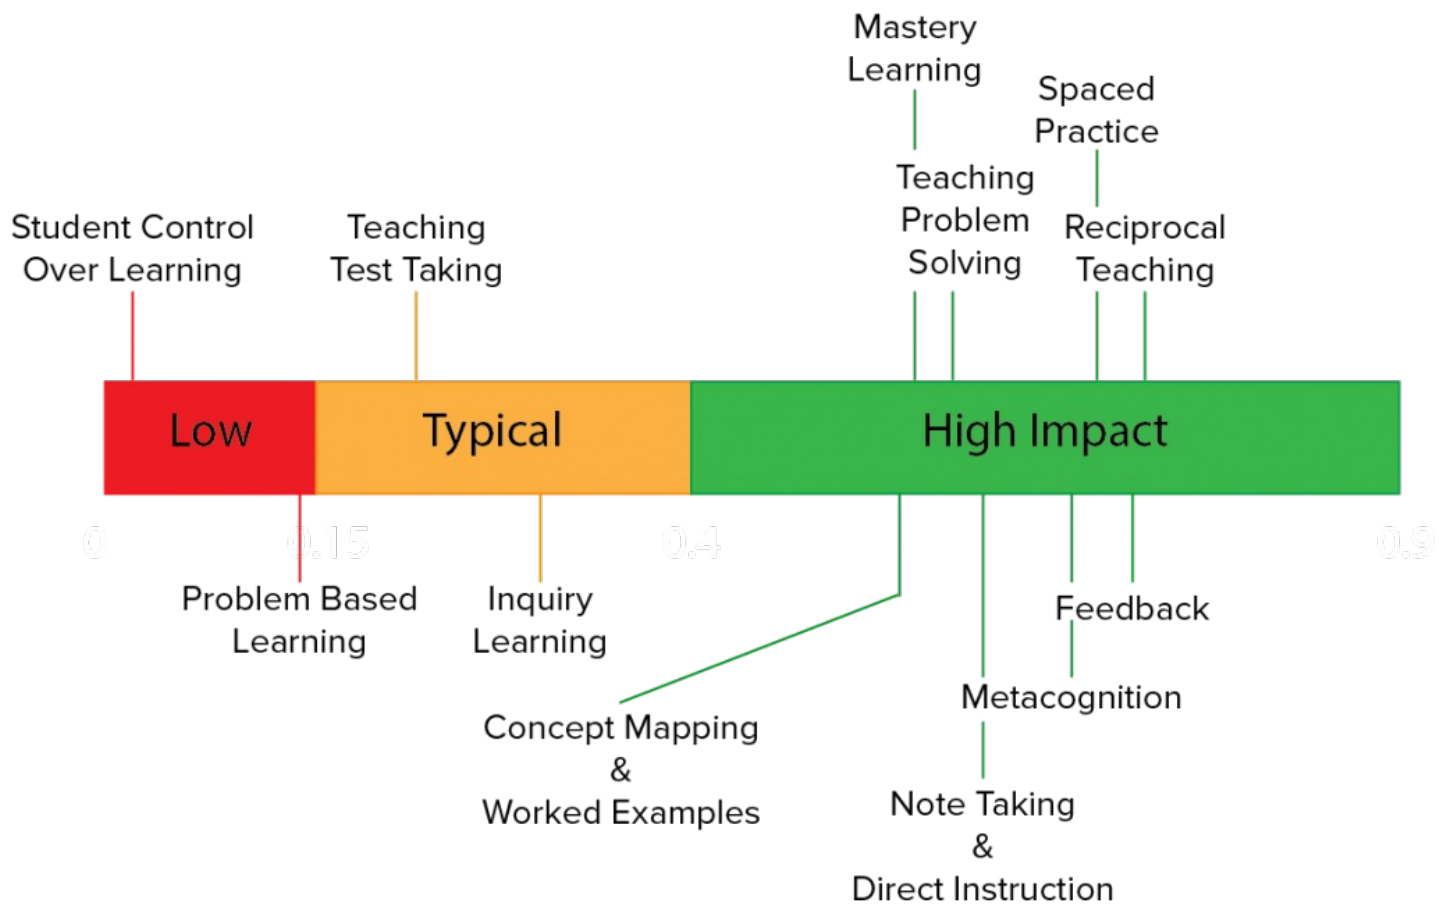 Mastery
Learning
Spaced
Practice
Teaching
Problem
Solving
Student Control
Over Learning
Teaching
Test Taking
Reciprocal
Teaching
Low
Typical
High Impact
0
0.15
0.4
0.9
Problem Based
Learning
Inquiry
Learning
Feedback
Metacognition
Concept Mapping
&
Worked Examples
Note Taking
&
Direct Instruction